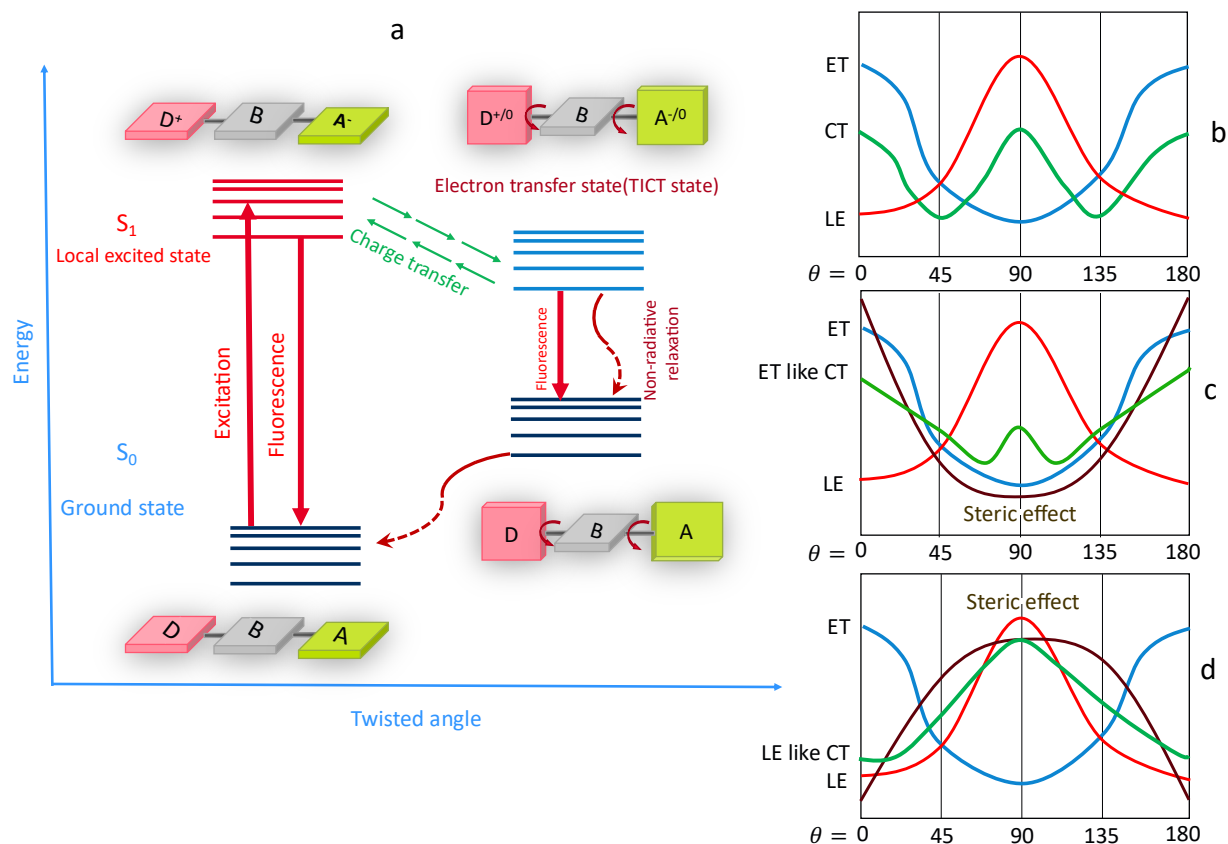 a
D+
B
A-
D+/0
B
A-/0
Electron transfer state(TICT state)
S1
Local excited state
Charge transfer
Energy
Excitation
Fluorescence
Fluorescence
Non-radiative
relaxation
S0
Ground state
D
B
A
D
B
A
Twisted angle
b
ET
CT
LE
θ = 0 45 90 135 180
c
ET
ET like CT
LE
Steric effect
θ = 0 45 90 135 180
d
Steric effect
ET
LE like CT
LE
θ = 0 45 90 135 180